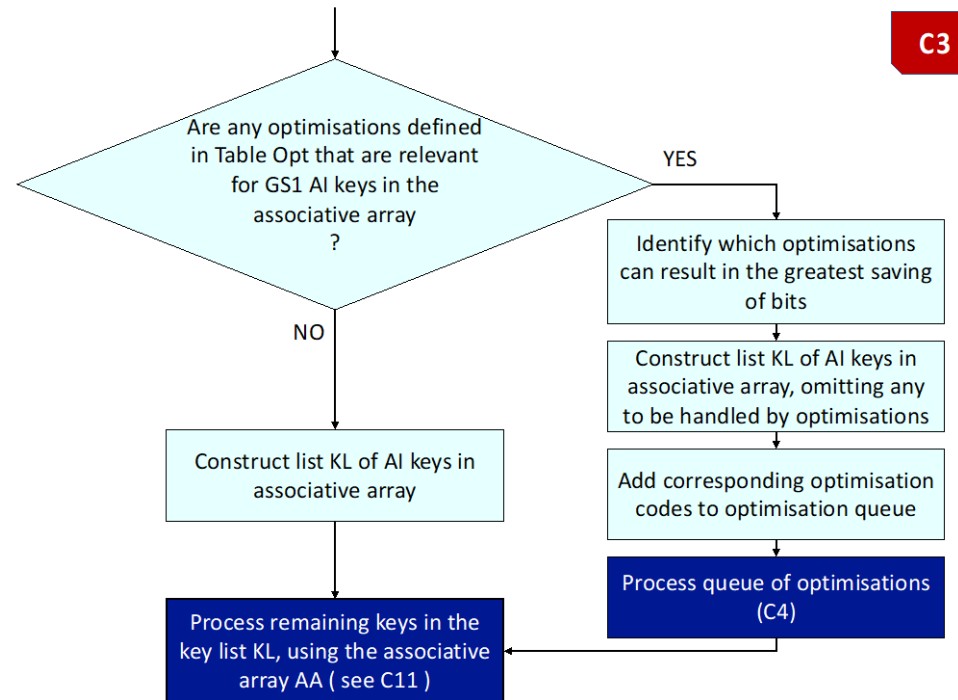 C3
Are any optimisations defined
in Table Opt that are relevant
for GS1 AI keys in the
associative array
?
YES
Identify which optimisations
can result in the greatest saving
of bits
NO
Construct list KL of AI keys in
associative array, omitting any
to be handled by optimisations
Construct list KL of AI keys in
associative array
Add corresponding optimisation
codes to optimisation queue
Process queue of optimisations
(C4)
Process remaining keys in the
key list KL, using the associative
array AA ( see C11 )